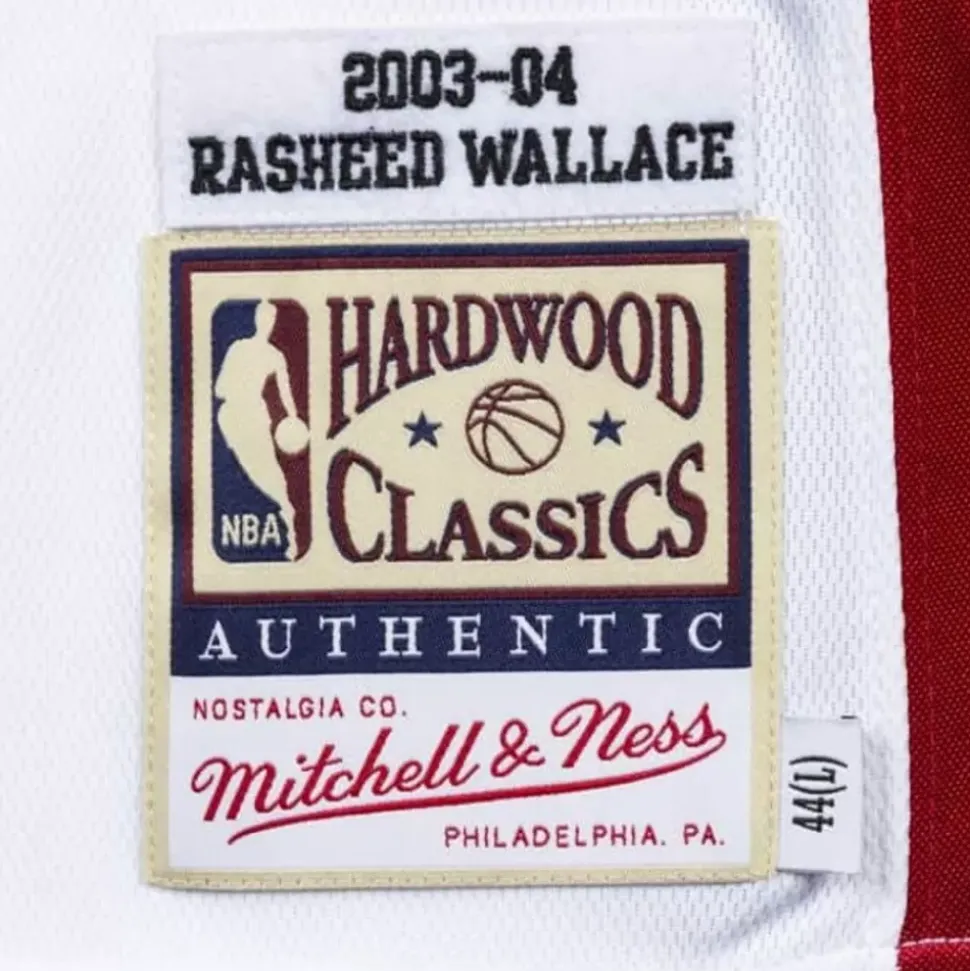 2003-04
RASHEED WALLACE
HARDWOOD
CLASSICS
NBA
AUTHENTIC
NOSTALGIA CO.
Mitchell & Ness
PHILADELPHIA. PA.
44(L)